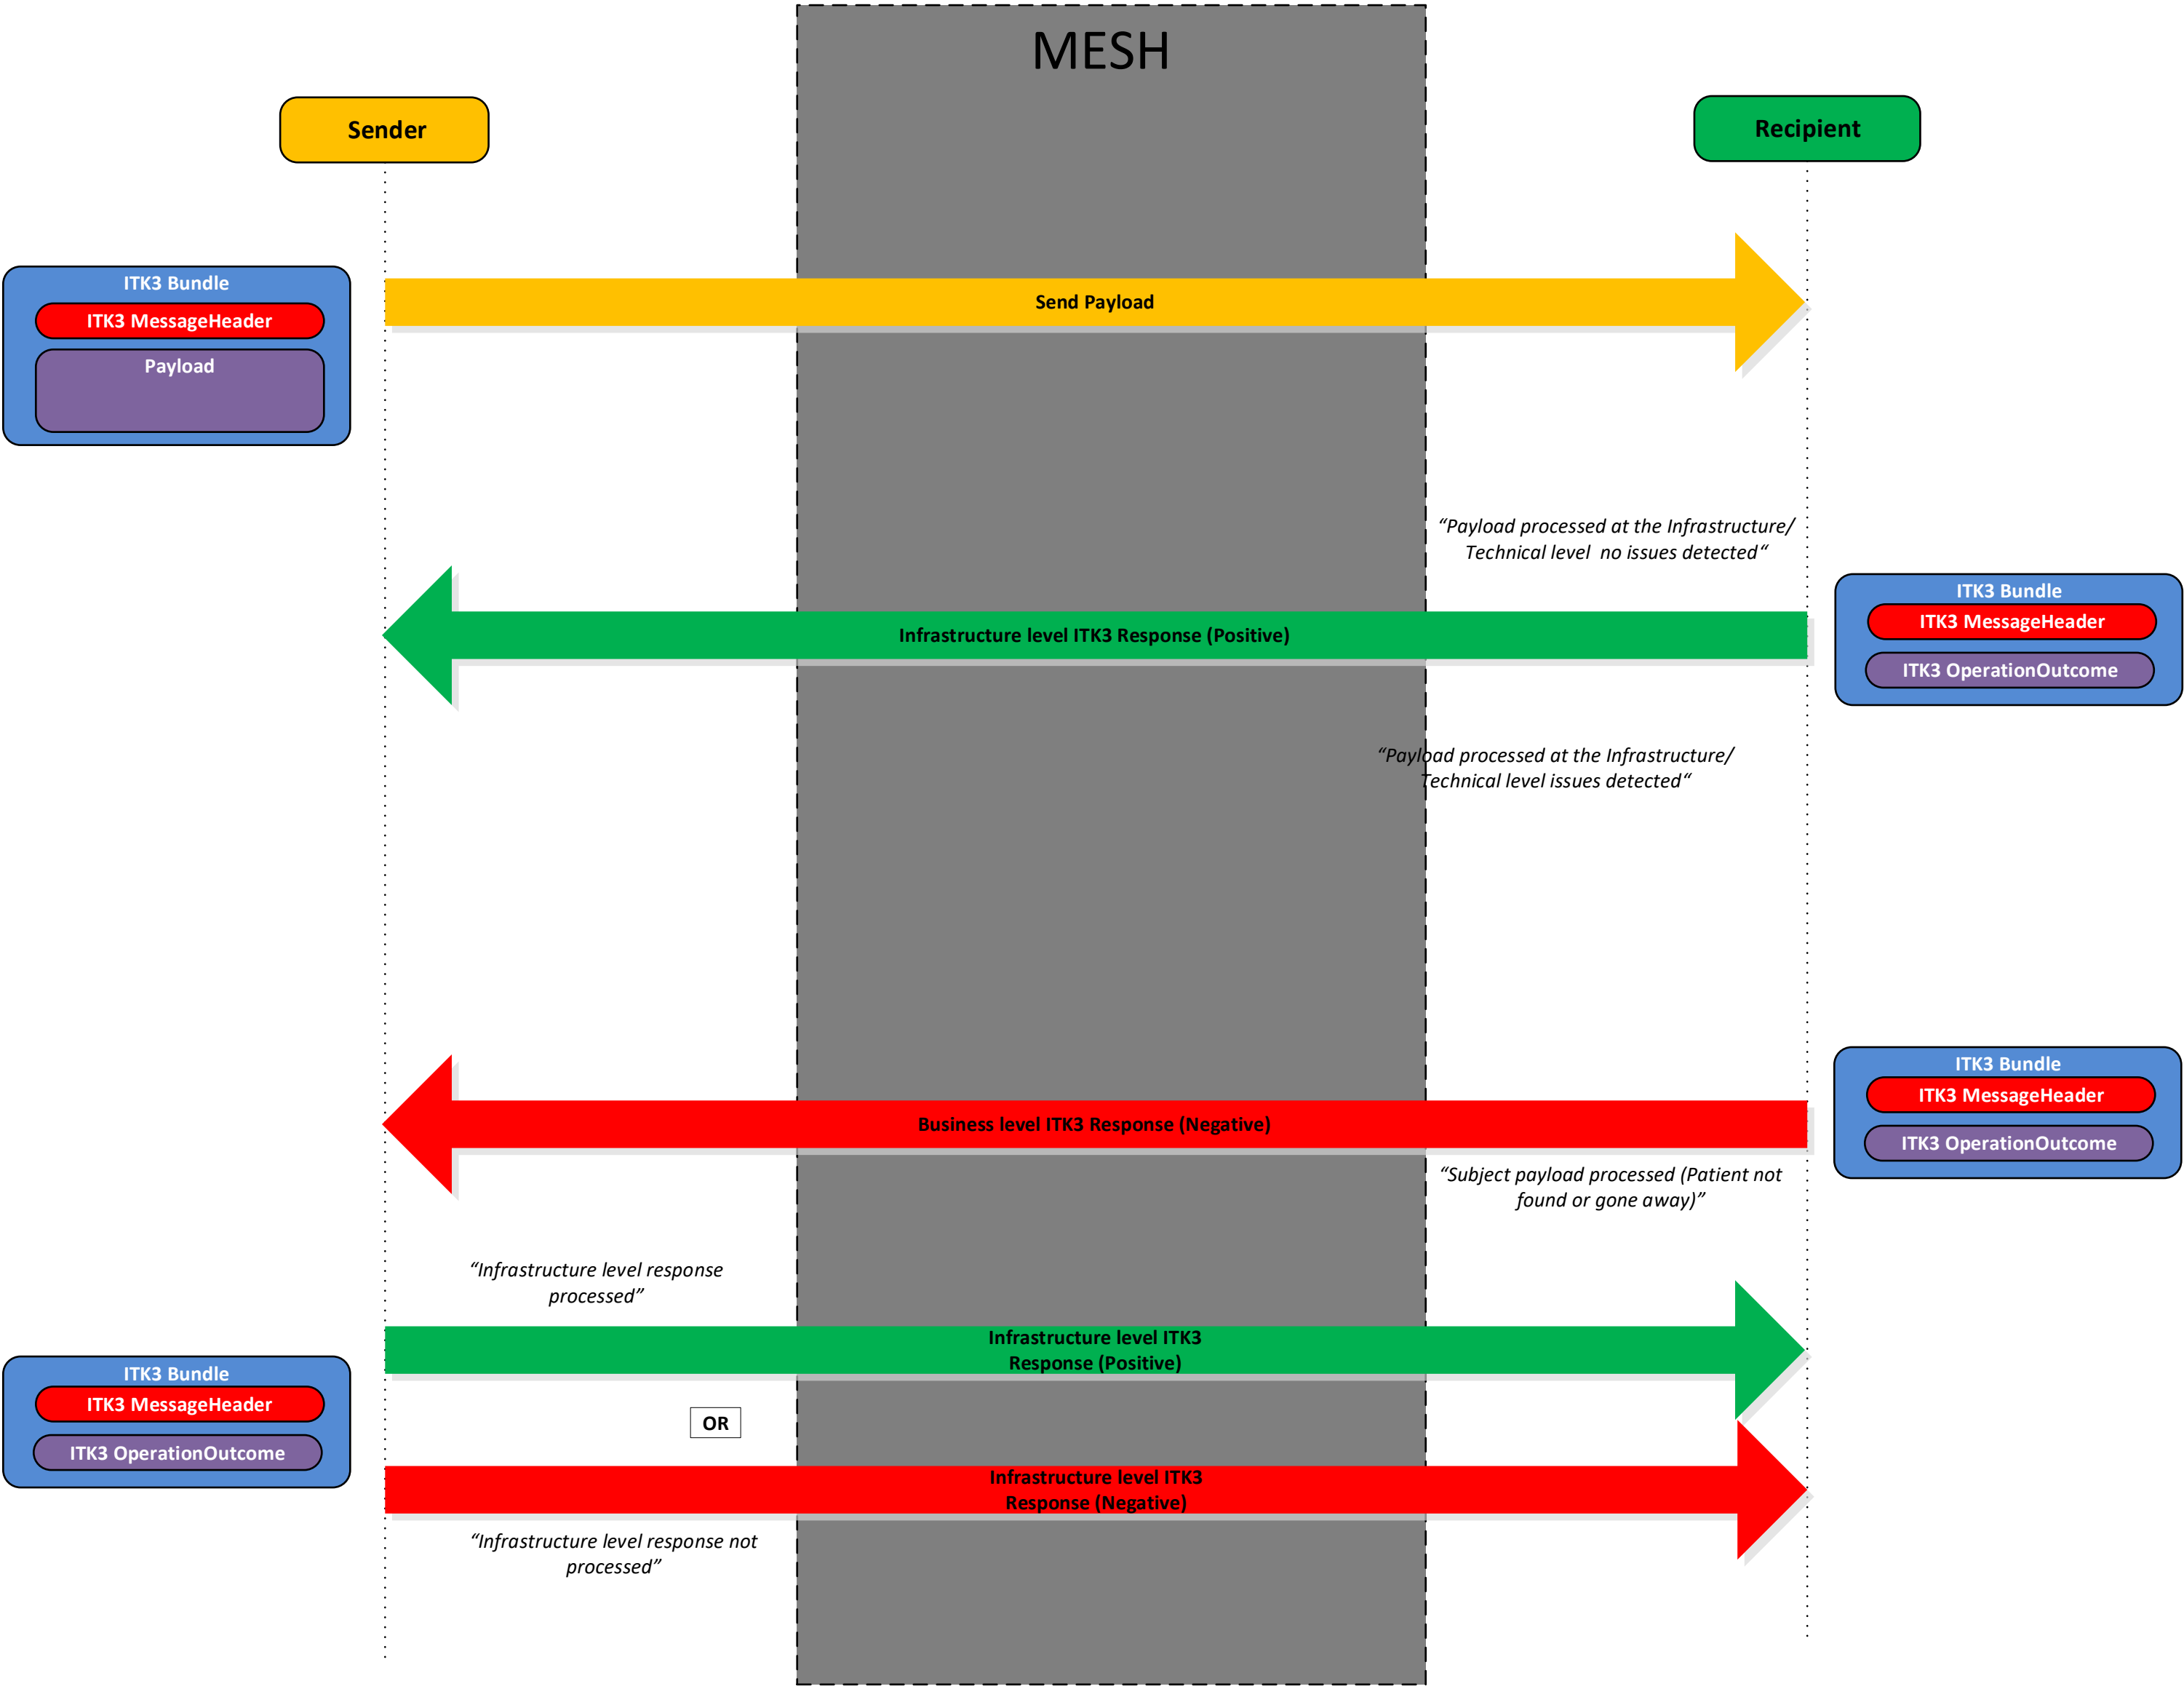 MESH
Sender
Recipient
ITK3 Bundle
ITK3 MessageHeader
Payload
Send Payload
“Payload processed at the Infrastructure/
Technical level  no issues detected“
Infrastructure level ITK3 Response (Positive)
ITK3 Bundle
ITK3 MessageHeader
ITK3 OperationOutcome
“Payload processed at the Infrastructure/
Technical level issues detected“
Business level ITK3 Response (Negative)
ITK3 Bundle
ITK3 MessageHeader
ITK3 OperationOutcome
“Subject payload processed (Patient not
found or gone away)”
“Infrastructure level response
processed”
Infrastructure level ITK3
Response (Positive)
ITK3 Bundle
ITK3 MessageHeader
ITK3 OperationOutcome
OR
Infrastructure level ITK3
Response (Negative)
“Infrastructure level response not
processed”